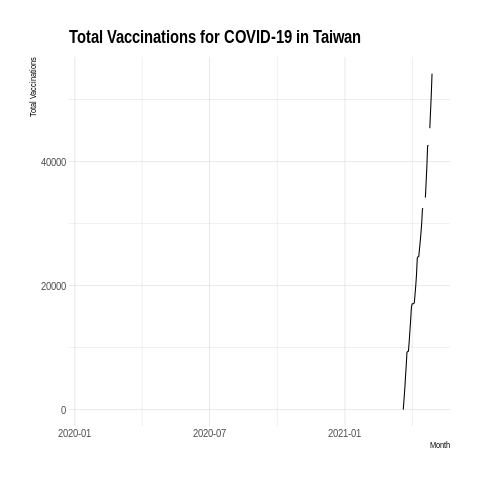 Total Vaccinations for COVID-19 in Taiwan
Total Vaccinations
40000
20000
0
2020-01 2020-07 2021-01
Month